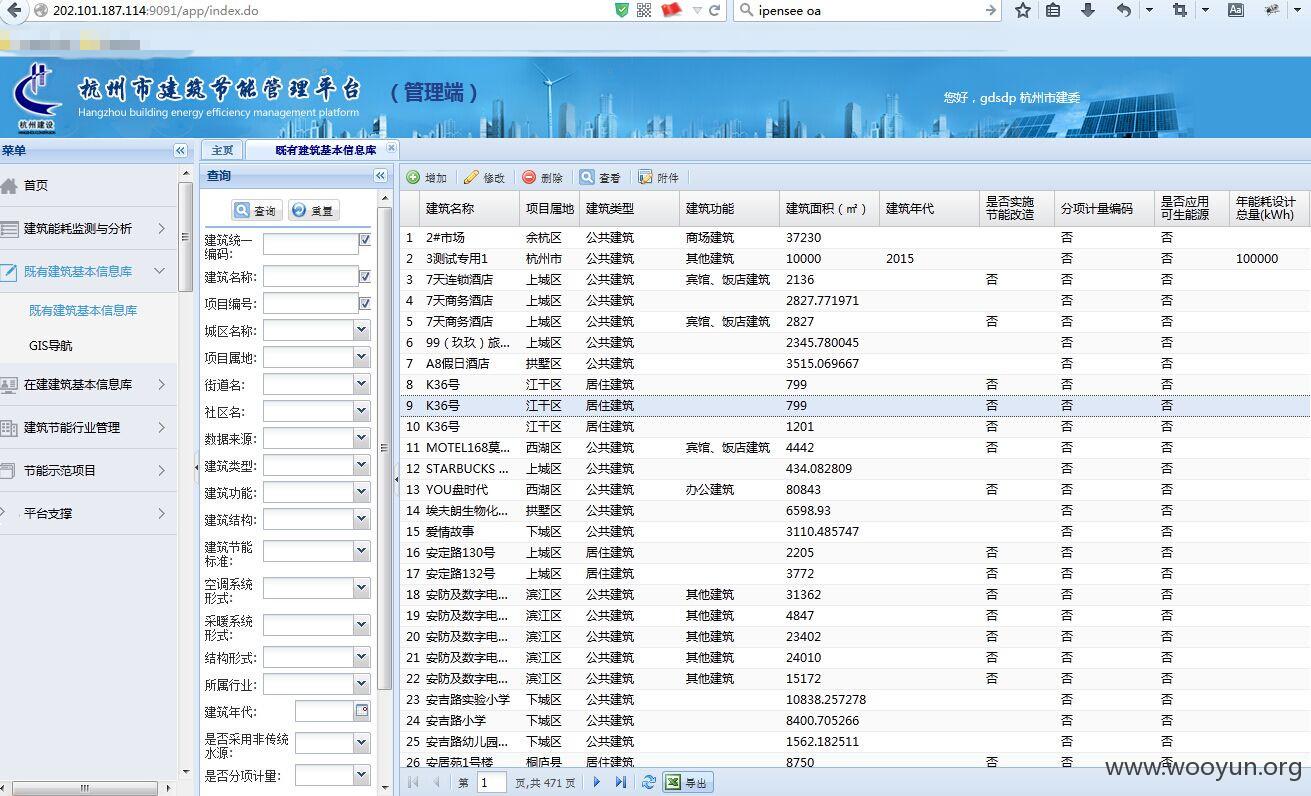 202.101.187.114:9091/app/index.do
ipensee oa
杭州市建筑节能管理平台
（管理端）
Hangzhou building energy efficiency management platform
杭州建设
您好，gdsdp 杭州市建委
菜单
首页
建筑能耗监测与分析
既有建筑基本信息库
既有建筑基本信息库
GIS导航
在建建筑基本信息库
建筑节能行业管理
节能示范项目
平台支撑
主页
既有建筑基本信息库
查询
查询 重置
建筑统一编码:
建筑名称:
项目编号:
城区名称:
项目属地:
街道名:
社区名:
数据来源:
建筑类型:
建筑功能:
建筑结构:
建筑节能标准:
空调系统形式:
采暖系统形式:
结构形式:
所属行业:
建筑年代:
是否采用非传统水源:
是否分项计量:
增加 修改 删除 查看 附件
建筑名称 项目属地 建筑类型 建筑功能 建筑面积（㎡） 建筑年代 是否实施节能改造 分项计量编码 是否应用可生能源 年能耗设计总量(kWh)
1 2#市场 余杭区 公共建筑 商场建筑 37230 否 否
2 3测试专用1 杭州市 公共建筑 其他建筑 10000 2015 否 否 100000
3 7天连锁酒店 上城区 公共建筑 宾馆、饭店建筑 2136 否 否 否
4 7天商务酒店 上城区 公共建筑 2827.771971 否 否
5 7天商务酒店 上城区 公共建筑 宾馆、饭店建筑 2827 否 否 否
6 99（玖玖）旅... 上城区 公共建筑 2345.780045 否 否
7 A8假日酒店 拱墅区 公共建筑 3515.069667 否 否
8 K36号 江干区 居住建筑 799 否 否 否
9 K36号 江干区 居住建筑 799 否 否 否
10 K36号 江干区 居住建筑 1201 否 否 否
11 MOTEL168莫... 西湖区 公共建筑 宾馆、饭店建筑 4442 否 否 否
12 STARBUCKS ... 上城区 公共建筑 434.082809 否 否
13 YOU盘时代 西湖区 公共建筑 办公建筑 80843 否 否 否
14 埃夫朗生物化... 拱墅区 公共建筑 6598.93 否 否
15 爱情故事 下城区 公共建筑 3110.485747 否 否
16 安定路130号 上城区 居住建筑 2205 否 否 否
17 安定路132号 上城区 居住建筑 3772 否 否 否
18 安防及数字电... 滨江区 公共建筑 其他建筑 31362 否 否 否
19 安防及数字电... 滨江区 公共建筑 其他建筑 4847 否 否 否
20 安防及数字电... 滨江区 公共建筑 其他建筑 23402 否 否 否
21 安防及数字电... 滨江区 公共建筑 其他建筑 24010 否 否 否
22 安防及数字电... 滨江区 公共建筑 其他建筑 15172 否 否 否
23 安吉路实验小学 下城区 公共建筑 10838.257278 否 否
24 安吉路小学 下城区 公共建筑 8400.705266 否 否
25 安吉路幼儿园... 下城区 公共建筑 1562.182511 否 否
26 安居苑1号楼 桐庐县 居住建筑 8750 否 否 否
第 1 页,共 471 页 导出
www.wooyun.org